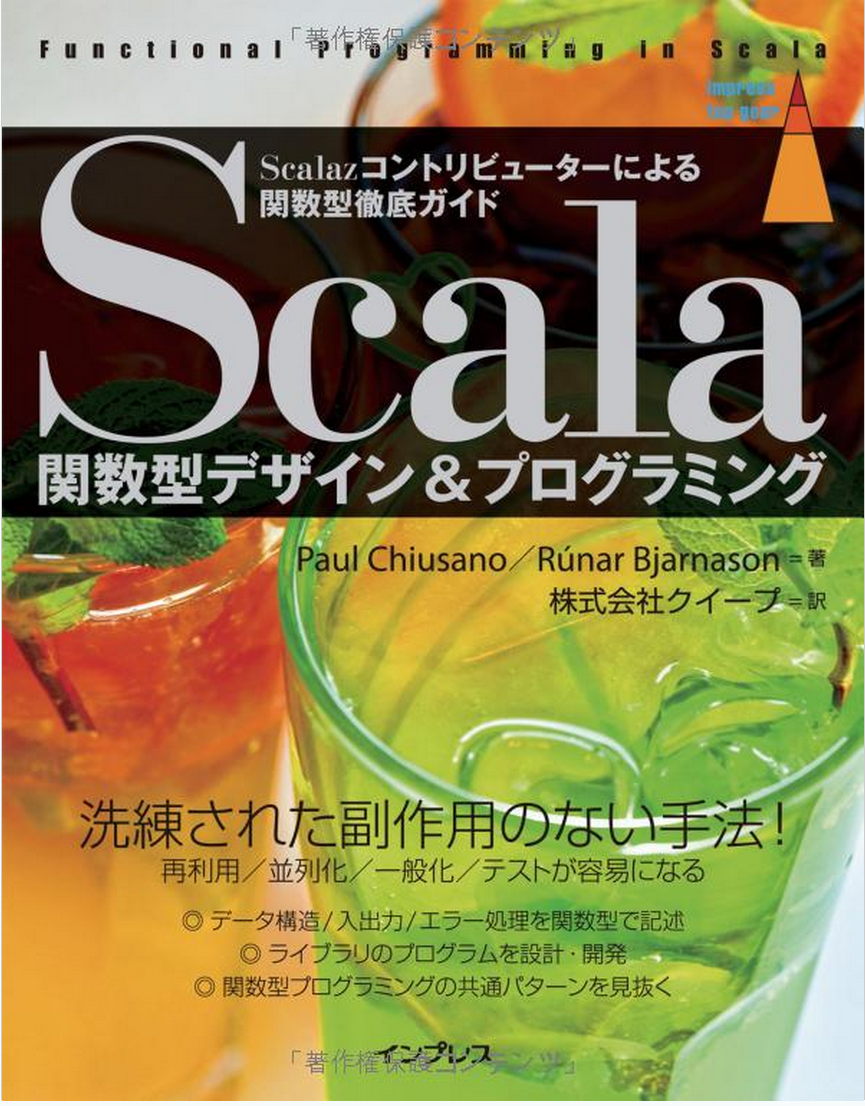 Functional Programming in Scala
「著作権保護コンテンツ」
impress
top gear
Scalazコントリビューターによる
関数型徹底ガイド
Scala
関数型デザイン&プログラミング
Paul Chiusano／Rúnar Bjarnason=著
株式会社クイープ=訳
洗練された副作用のない手法!
再利用／並列化／一般化／テストが容易になる
◎ データ構造/入出力/エラー処理を関数型で記述
◎ ライブラリのプログラムを設計・開発
◎ 関数型プログラミングの共通パターンを見抜く
インプレス
「著作権保護コンテンツ」